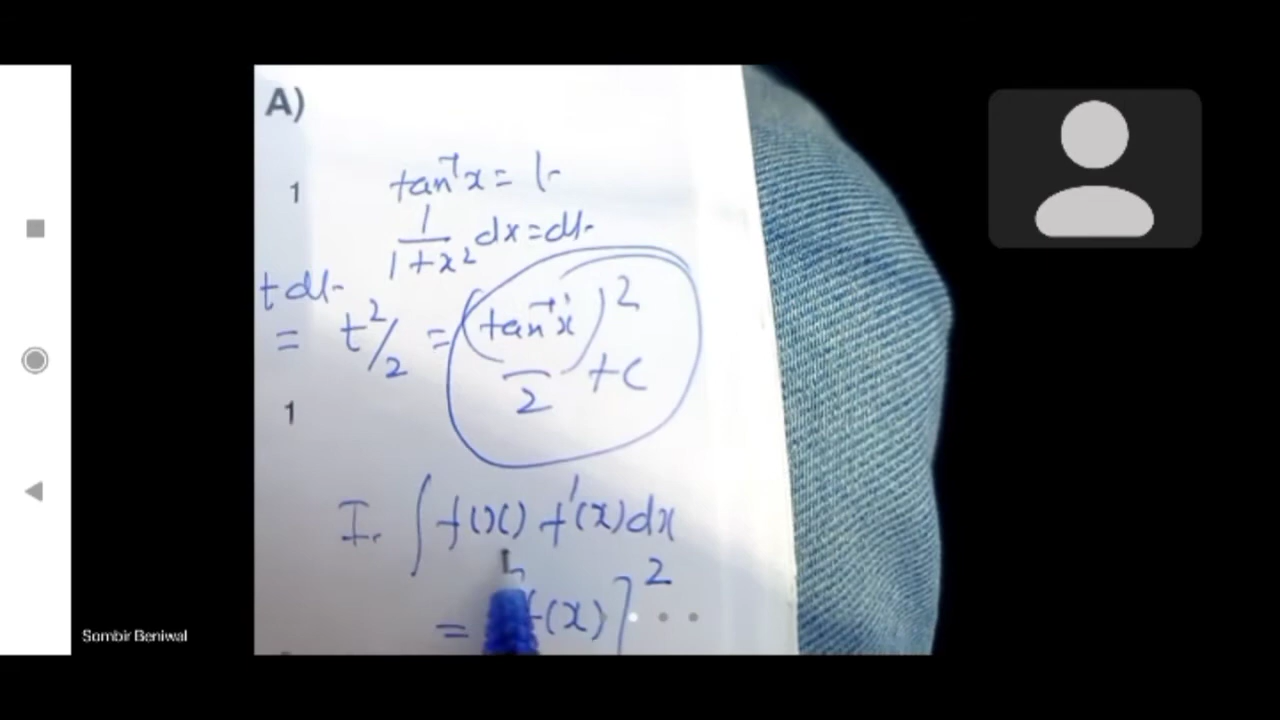 A)
1
tan⁻¹x = t
1/(1+x²) dx = dt
t dt
= t²/2 = (tan⁻¹x)²/2 + c
1
I. ∫ f(x) f'(x) dx
= f(x)]²
Sombir Beniwal